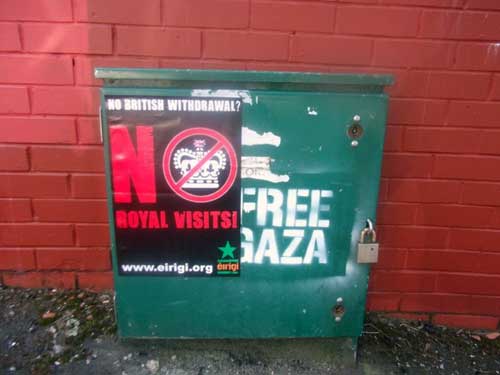 NO BRITISH WITHDRAWAL?
NO
ROYAL VISITS!
www.eirigi.org
éirígí
FREE
GAZA